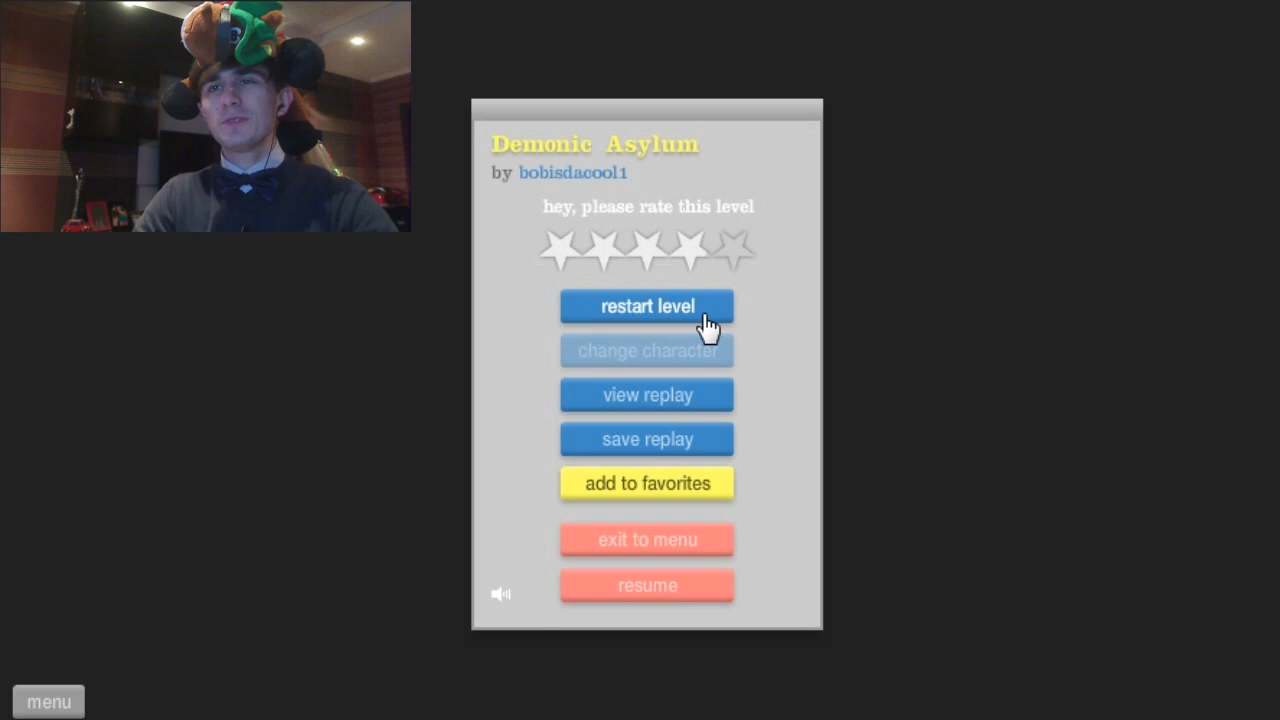 Demonic Asylum
by bobisdacool1
hey, please rate this level
restart level
change character
view replay
save replay
add to favorites
exit to menu
resume
menu